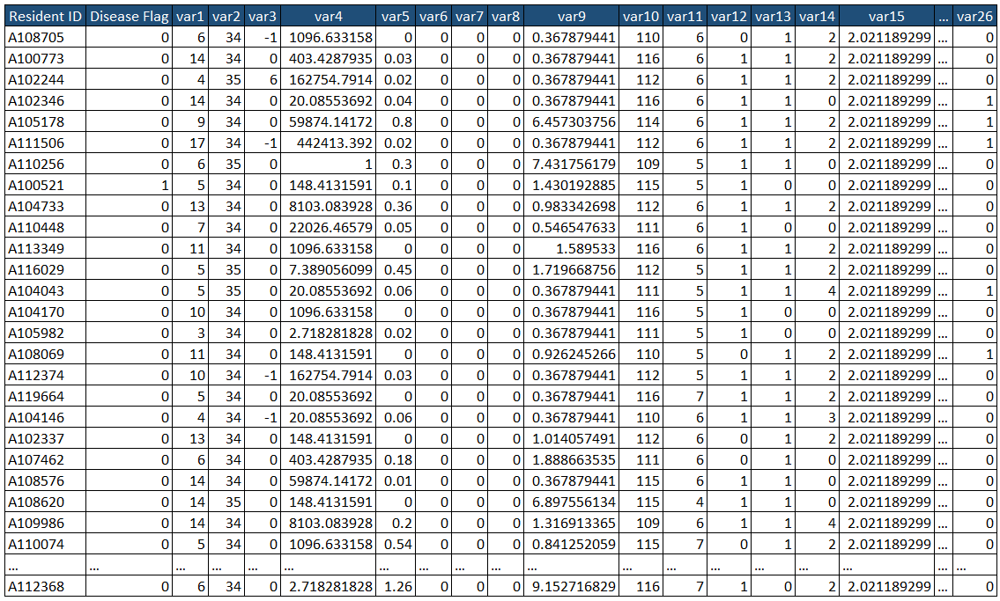 Resident ID Disease Flag var1 var2 var3 var4 var5 var6 var7 var8 var9 var10 var11 var12 var13 var14 var15 ... var26
A108705 0 6 34 -1 1096.633158 0 0 0 0 0.367879441 110 6 0 1 2 2.021189299 ... 0
A100773 0 14 34 0 403.4287935 0.03 0 0 0 0.367879441 116 6 1 1 2 2.021189299 ... 0
A102244 0 4 35 6 162754.7914 0.02 0 0 0 0.367879441 112 6 1 1 2 2.021189299 ... 0
A102346 0 14 34 0 20.08553692 0.04 0 0 0 0.367879441 116 6 1 1 0 2.021189299 ... 1
A105178 0 9 34 0 59874.14172 0.8 0 0 0 6.457303756 114 6 1 1 2 2.021189299 ... 1
A111506 0 17 34 -1 442413.392 0.02 0 0 0 0.367879441 112 6 1 1 2 2.021189299 ... 1
A110256 0 6 35 0 1 0.3 0 0 0 7.431756179 109 5 1 1 0 2.021189299 ... 0
A100521 1 5 34 0 148.4131591 0.1 0 0 0 1.430192885 115 5 1 0 0 2.021189299 ... 0
A104733 0 13 34 0 8103.083928 0.36 0 0 0 0.983342698 112 6 1 1 2 2.021189299 ... 0
A110448 0 7 34 0 22026.46579 0.05 0 0 0 0.546547633 111 6 1 0 0 2.021189299 ... 0
A113349 0 11 34 0 1096.633158 0 0 0 0 1.589533 116 6 1 1 2 2.021189299 ... 0
A116029 0 5 35 0 7.389056099 0.45 0 0 0 1.719668756 112 5 1 1 2 2.021189299 ... 0
A104043 0 5 35 0 20.08553692 0.06 0 0 0 0.367879441 111 5 1 1 4 2.021189299 ... 1
A104170 0 10 34 0 1096.633158 0 0 0 0 0.367879441 116 5 1 0 0 2.021189299 ... 0
A105982 0 3 34 0 2.718281828 0.02 0 0 0 0.367879441 111 5 1 0 0 2.021189299 ... 0
A108069 0 11 34 0 148.4131591 0 0 0 0 0.926245266 110 5 0 1 2 2.021189299 ... 1
A112374 0 10 34 -1 162754.7914 0.03 0 0 0 0.367879441 112 5 1 1 2 2.021189299 ... 0
A119664 0 5 34 0 20.08553692 0 0 0 0 0.367879441 116 7 1 1 2 2.021189299 ... 0
A104146 0 4 34 -1 20.08553692 0.06 0 0 0 0.367879441 110 6 1 1 3 2.021189299 ... 0
A102337 0 13 34 0 148.4131591 0 0 0 0 1.014057491 112 6 0 1 2 2.021189299 ... 0
A107462 0 6 34 0 403.4287935 0.18 0 0 0 1.888663535 111 6 0 1 0 2.021189299 ... 0
A108576 0 14 34 0 59874.14172 0.01 0 0 0 0.367879441 115 6 1 1 0 2.021189299 ... 0
A108620 0 14 35 0 148.4131591 0 0 0 0 6.897556134 115 4 1 1 0 2.021189299 ... 0
A109986 0 14 34 0 8103.083928 0.2 0 0 0 1.316913365 109 6 1 1 4 2.021189299 ... 0
A110074 0 5 34 0 1096.633158 0.54 0 0 0 0.841252059 115 7 0 1 2 2.021189299 ... 0
... ... ... ... ... ... ... ... ... ... ... ... ... ... ... ... ... ... ...
A112368 0 6 34 0 2.718281828 1.26 0 0 0 9.152716829 116 7 1 0 2 2.021189299 ... 0